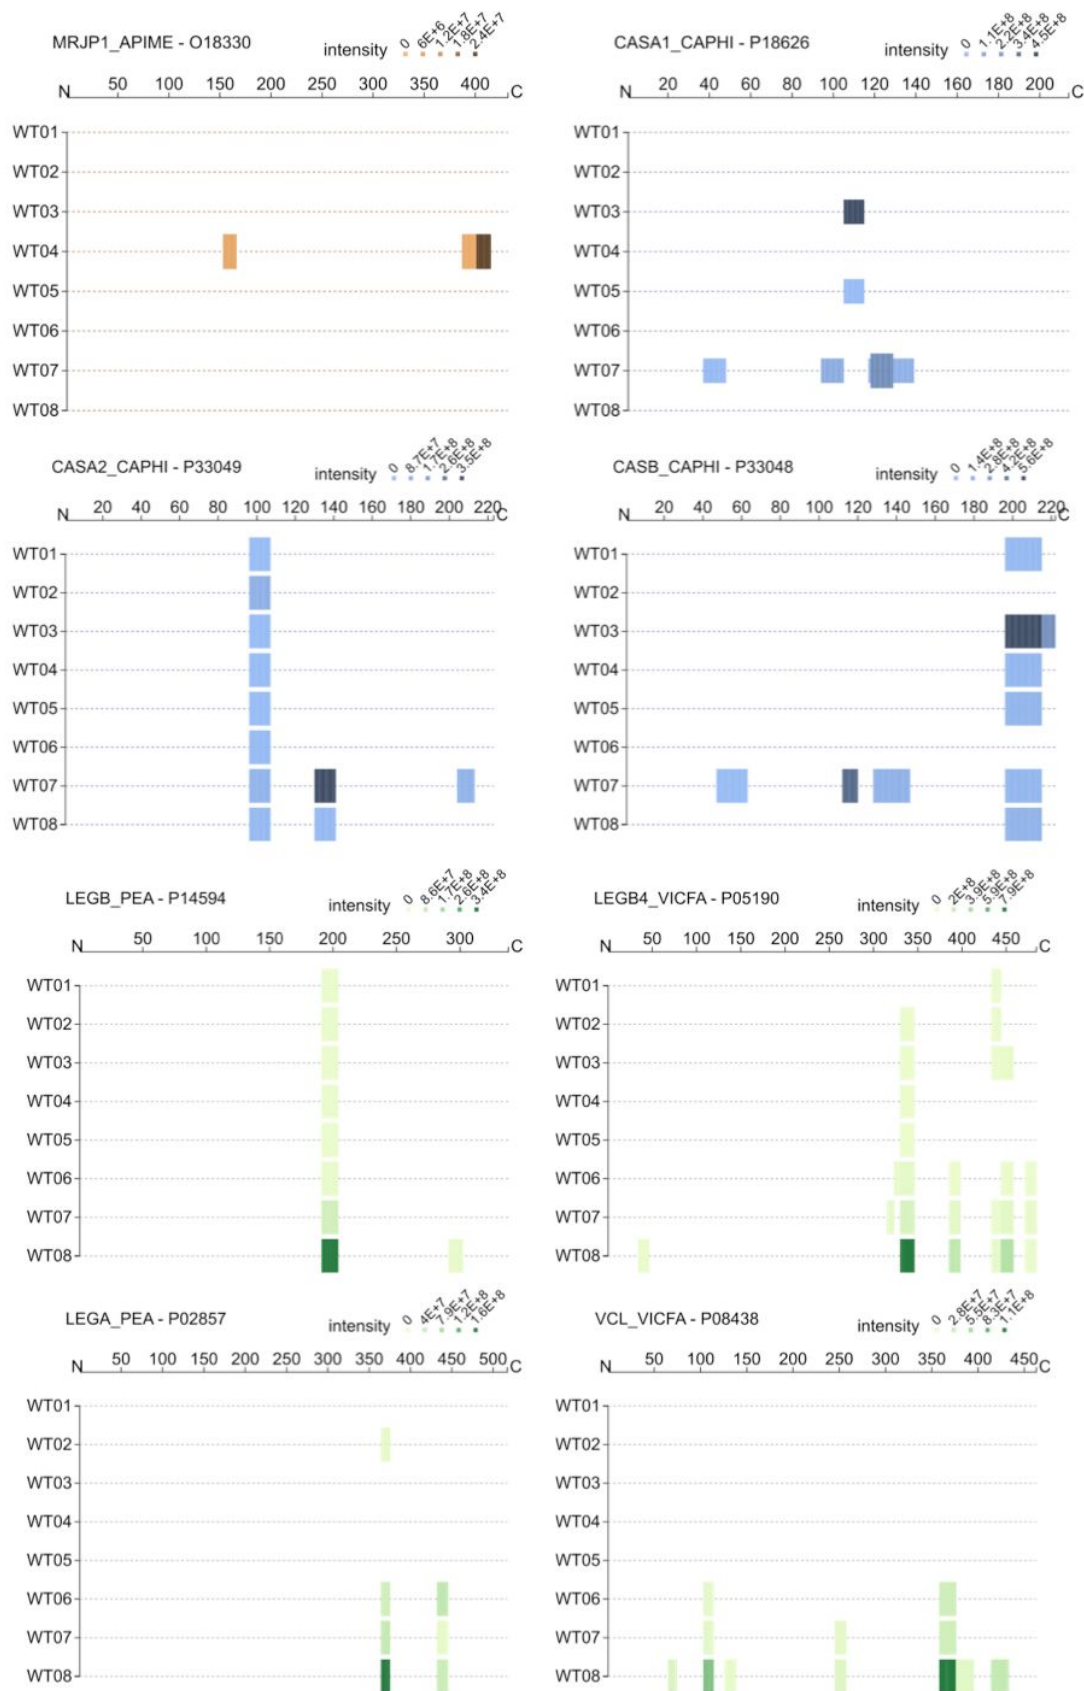 MRJP1_APIME - O18330
intensity 0 6E+6 1.2E+7 1.8E+7 2.4E+7
N 50 100 150 200 250 300 350 400 C
WT01
WT02
WT03
WT04
WT05
WT06
WT07
WT08
CASA1_CAPHI - P18626
intensity 0 1.1E+8 2.2E+8 3.4E+8 4.5E+8
N 20 40 60 80 100 120 140 160 180 200 C
WT01
WT02
WT03
WT04
WT05
WT06
WT07
WT08
CASA2_CAPHI - P33049
intensity 0 8.7E+7 1.7E+8 2.6E+8 3.5E+8
N 20 40 60 80 100 120 140 160 180 200 220 C
WT01
WT02
WT03
WT04
WT05
WT06
WT07
WT08
CASB_CAPHI - P33048
intensity 0 1.4E+8 2.8E+8 4.2E+8 5.6E+8
N 20 40 60 80 100 120 140 160 180 200 220 C
WT01
WT02
WT03
WT04
WT05
WT06
WT07
WT08
LEGB_PEA - P14594
intensity 0 8.6E+7 1.7E+8 2.6E+8 3.4E+8
N 50 100 150 200 250 300 C
WT01
WT02
WT03
WT04
WT05
WT06
WT07
WT08
LEGB4_VICFA - P05190
intensity 0 2E+8 3.9E+8 5.9E+8 7.9E+8
N 50 100 150 200 250 300 350 400 450 C
WT01
WT02
WT03
WT04
WT05
WT06
WT07
WT08
LEGA_PEA - P02857
intensity 0 4E+7 7.9E+7 1.2E+8 1.6E+8
N 50 100 150 200 250 300 350 400 450 500 C
WT01
WT02
WT03
WT04
WT05
WT06
WT07
WT08
VCL_VICFA - P08438
intensity 0 2.8E+7 5.5E+7 8.3E+7 1.1E+8
N 50 100 150 200 250 300 350 400 450 C
WT01
WT02
WT03
WT04
WT05
WT06
WT07
WT08